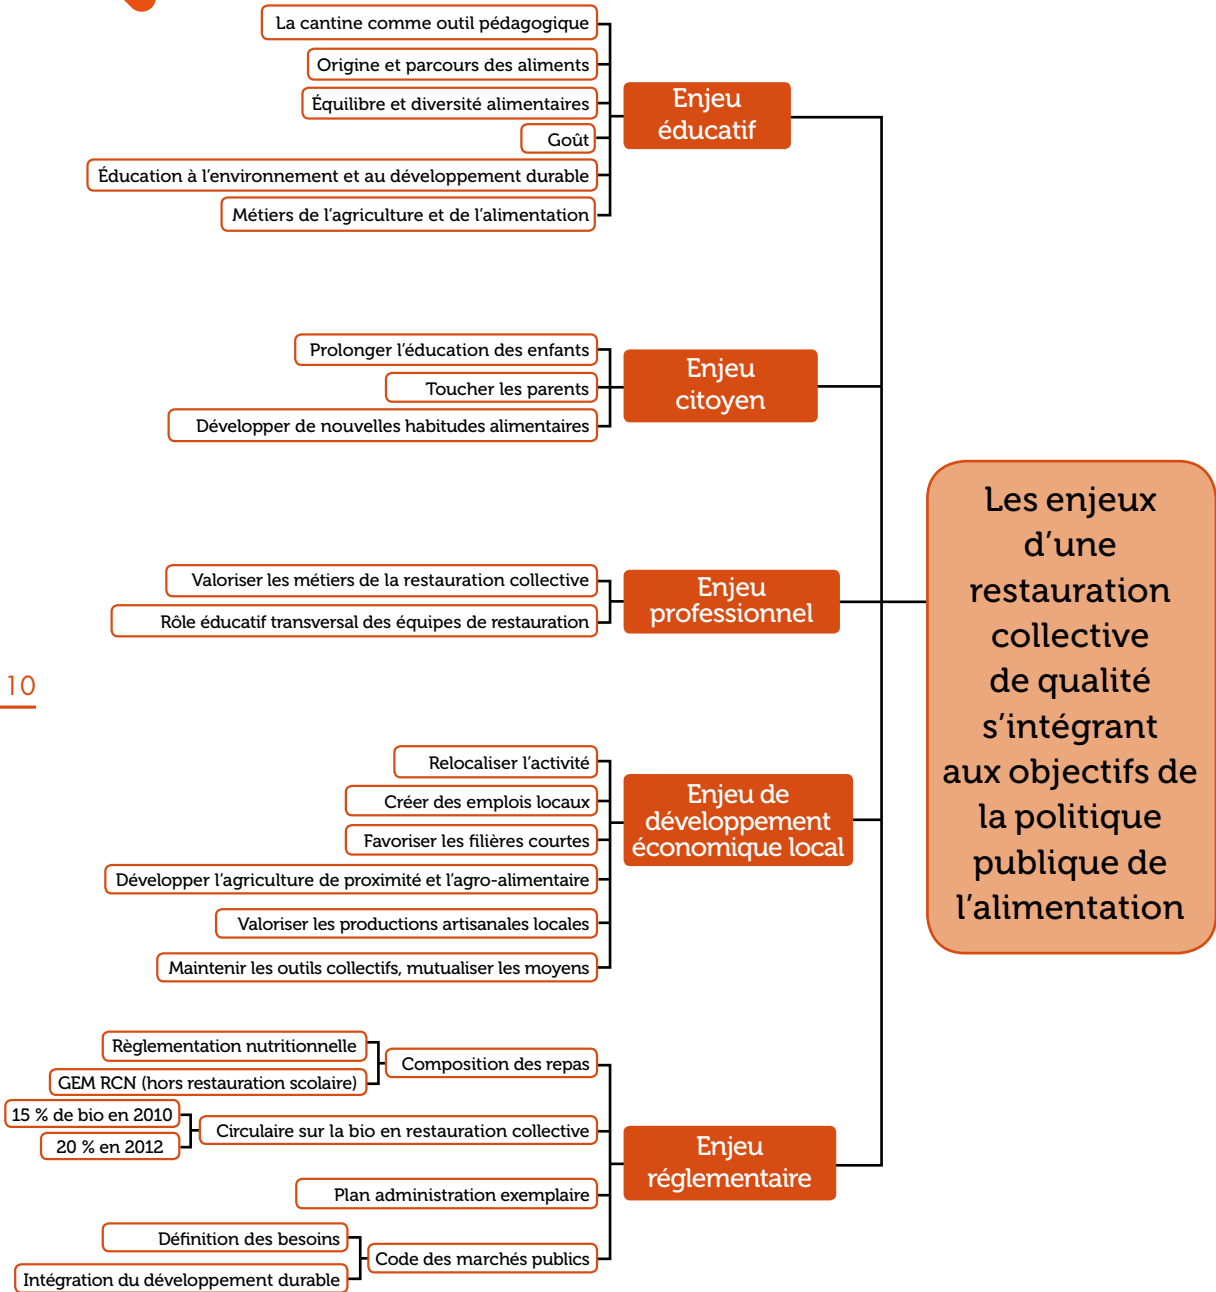 La cantine comme outil pédagogique
Origine et parcours des aliments
Équilibre et diversité alimentaires
Goût
Éducation à l'environnement et au développement durable
Métiers de l'agriculture et de l'alimentation
Enjeu
éducatif
Prolonger l'éducation des enfants
Toucher les parents
Développer de nouvelles habitudes alimentaires
Enjeu
citoyen
Valoriser les métiers de la restauration collective
Rôle éducatif transversal des équipes de restauration
Enjeu
professionnel
10
Relocaliser l'activité
Créer des emplois locaux
Favoriser les filières courtes
Développer l'agriculture de proximité et l'agro-alimentaire
Valoriser les productions artisanales locales
Maintenir les outils collectifs, mutualiser les moyens
Enjeu de
développement
économique local
Règlementation nutritionnelle
GEM RCN (hors restauration scolaire)
Composition des repas
15 % de bio en 2010
20 % en 2012
Circulaire sur la bio en restauration collective
Plan administration exemplaire
Définition des besoins
Intégration du développement durable
Code des marchés publics
Enjeu
réglementaire
Les enjeux
d'une
restauration
collective
de qualité
s'intégrant
aux objectifs de
la politique
publique de
l'alimentation